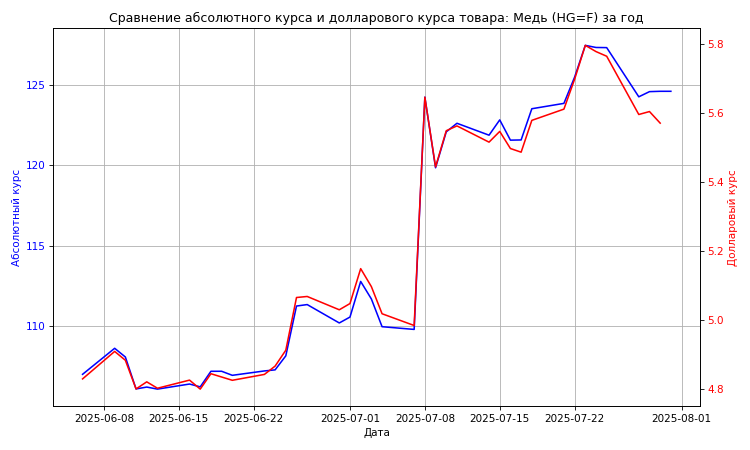 Сравнение абсолютного курса и долларового курса товара: Медь (HG=F) за год
Абсолютный курс
125
120
115
110
5.8
5.6
5.4
5.2
5.0
4.8
Долларовый курс
2025-06-08 2025-06-15 2025-06-22 2025-07-01 2025-07-08 2025-07-15 2025-07-22 2025-08-01
Дата